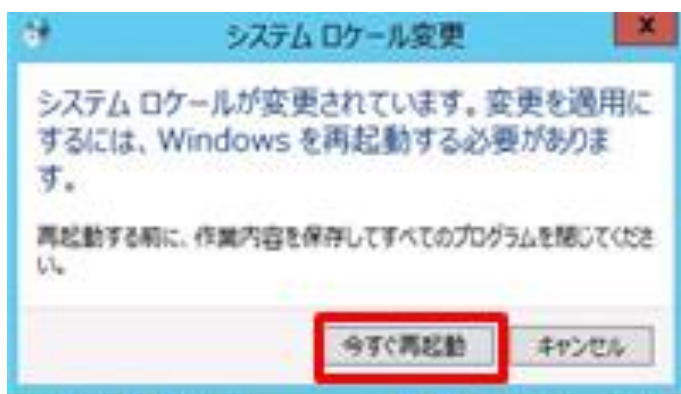 システム ロケール変更
x
システム ロケールが変更されています。変更を適用に
するには、Windows を再起動する必要がありま
す。
再起動する前に、作業内容を保存してすべてのプログラムを閉じてくださ
い。
今すぐ再起動
キャンセル